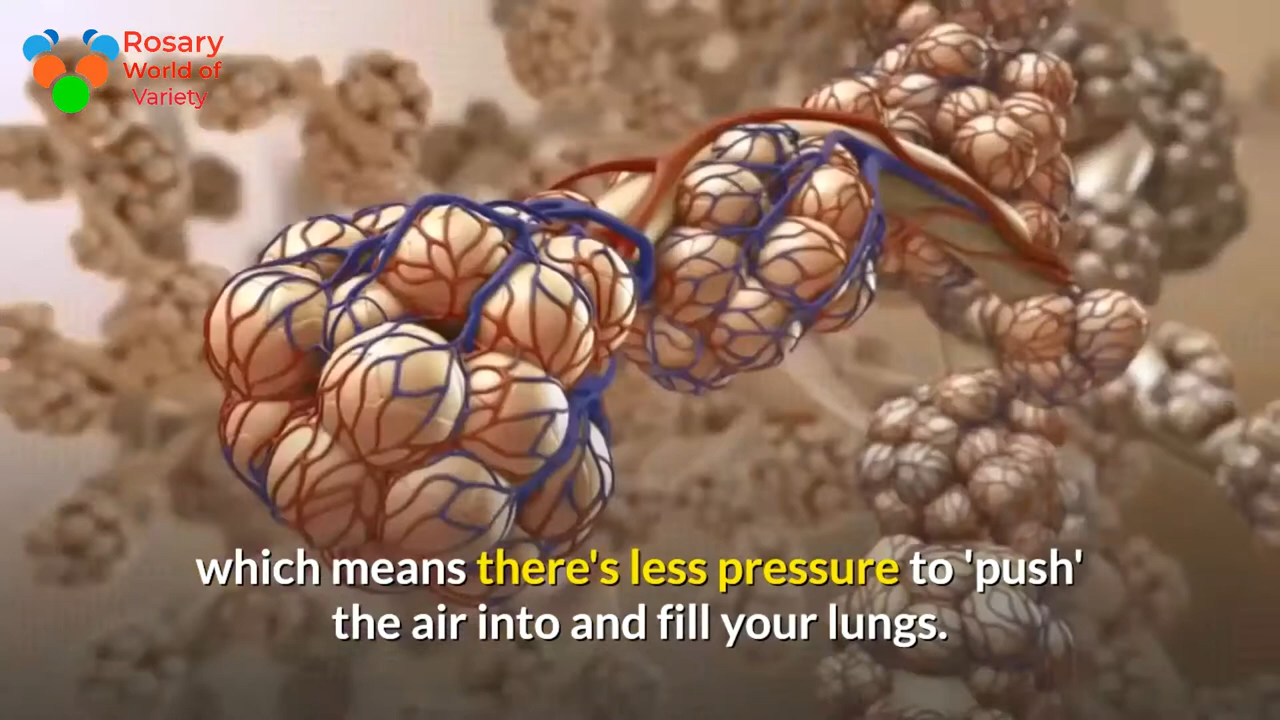 Rosary
World of
Variety
which means there's less pressure to 'push'
the air into and fill your lungs.